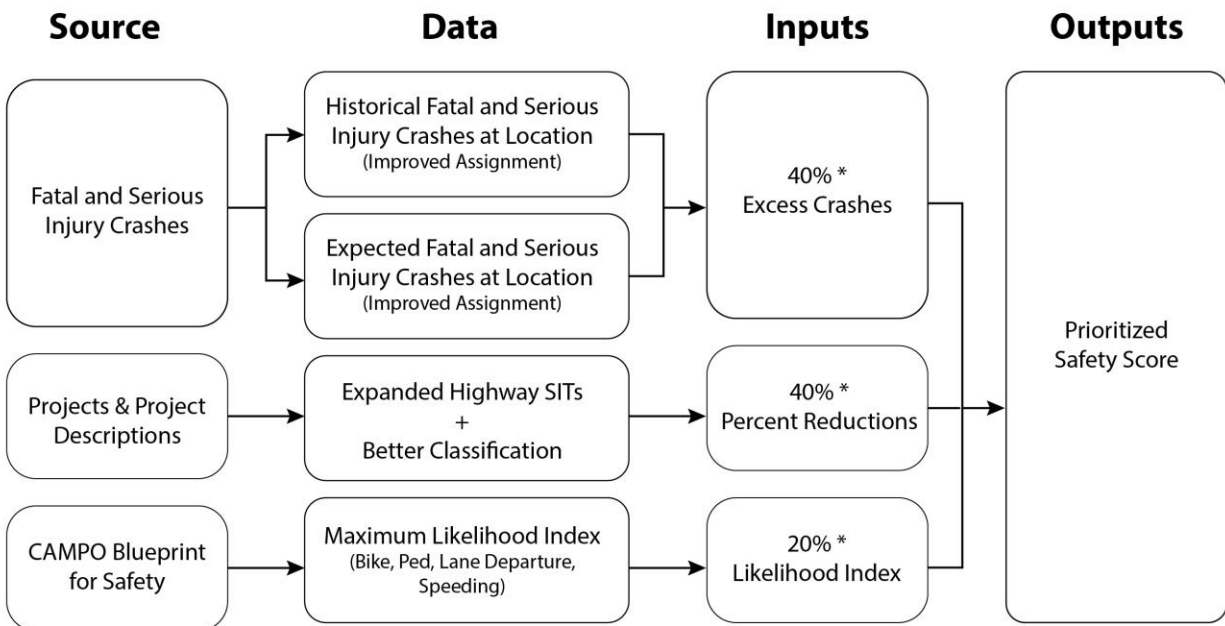 Source
Data
Inputs
Outputs
Fatal and Serious
Injury Crashes
Historical Fatal and Serious
Injury Crashes at Location
(Improved Assignment)
Expected Fatal and Serious
Injury Crashes at Location
(Improved Assignment)
40% *
Excess Crashes
Prioritized
Safety Score
Projects & Project
Descriptions
Expanded Highway SITs
+
Better Classification
40% *
Percent Reductions
CAMPO Blueprint
for Safety
Maximum Likelihood Index
(Bike, Ped, Lane Departure,
Speeding)
20% *
Likelihood Index